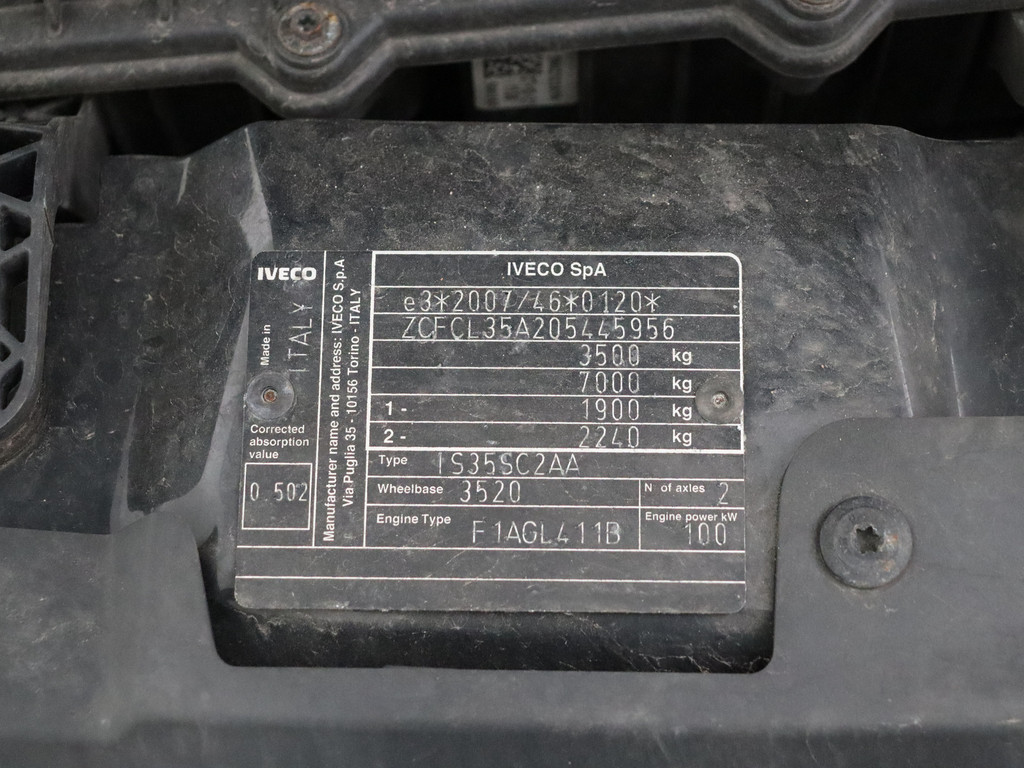 IVECO
Made in
ITALY
Corrected
absorption
value
0.502
Manufacturer name and address: IVECO S.p.A
Via Puglia 35 - 10156 Torino - ITALY
IVECO SpA
e3*2007/46*0120*
ZCFCL35A205445956
3500 kg
7000 kg
1 - 1900 kg
2 - 2240 kg
Type IS35SC2AA
Wheelbase 3520
N of axles 2
Engine Type F1AGL411B
Engine power kW
100